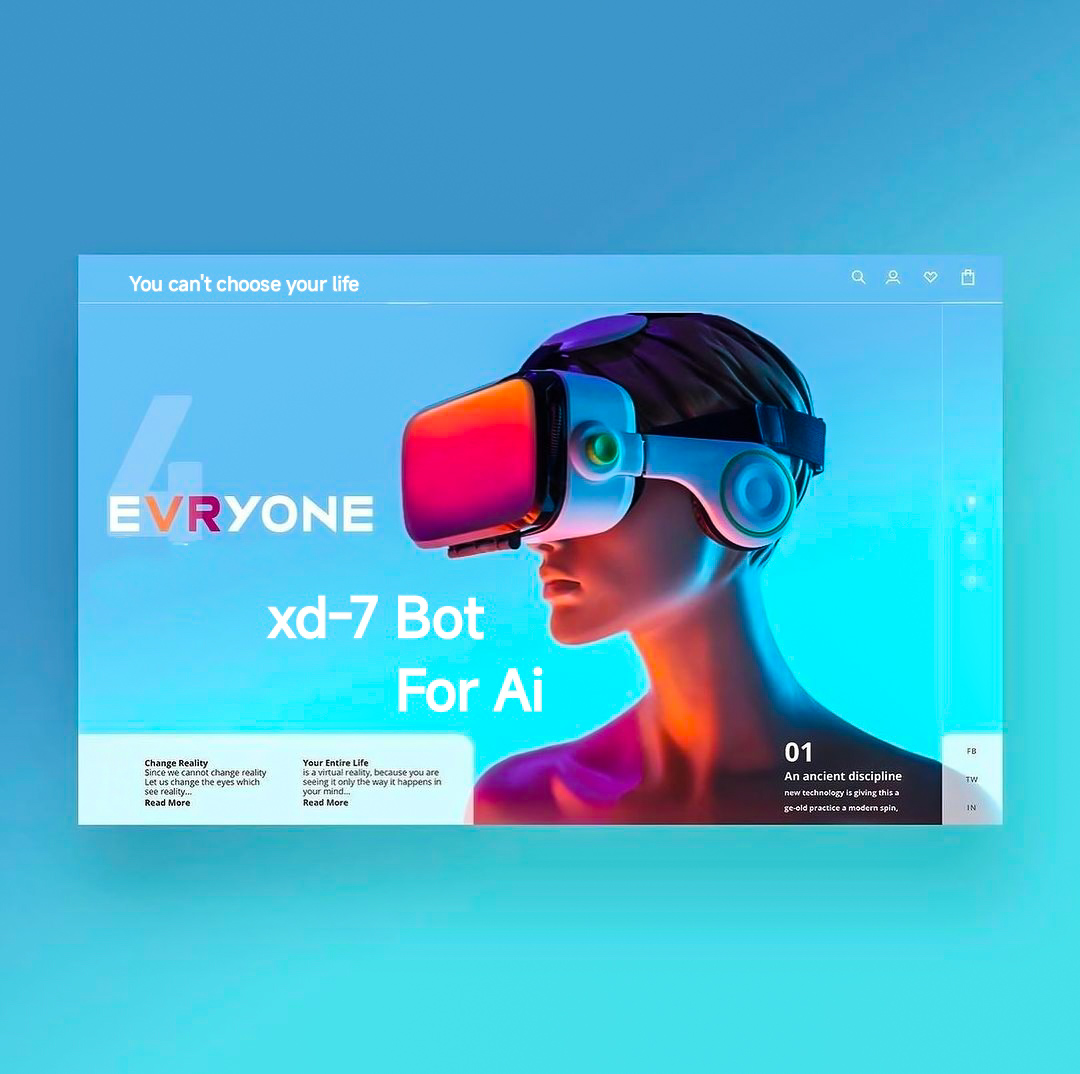 You can't choose your life
4
EVRYONE
xd-7 Bot
For Ai
Change Reality
Since we cannot change reality
Let us change the eyes which
see reality...
Read More
Your Entire Life
is a virtual reality, because you are
seeing it only the way it happens in
your mind...
Read More
01
An ancient discipline
new technology is giving this a
ge-old practice a modern spin,
FB
TW
IN